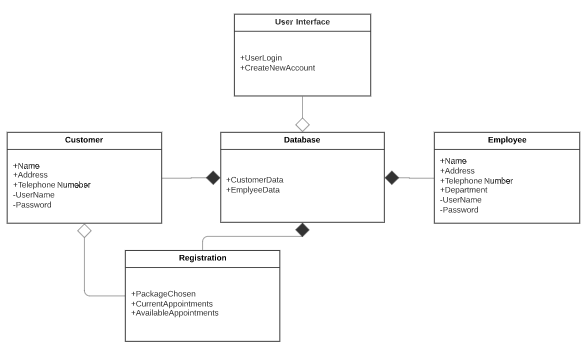 User Interface
+UserLogin
+CreateNewAccount
Customer
+Name
+Address
+Telephone Numober
-UserName
-Password
Database
+CustomerData
+EmplyeeData
Employee
+Name
+Address
+Telephone Number
+Department
-UserName
-Password
Registration
+PackageChosen
+CurrentAppointments
+AvailableAppointments